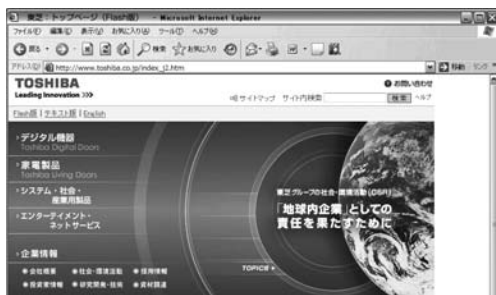 東芝：トップページ (Flash版) - Microsoft Internet Explorer
ファイル(F) 編集(E) 表示(V) お気に入り(A) ツール(T) ヘルプ(H)
戻る 検索 お気に入り
アドレス(D) http://www.toshiba.co.jp/index_j2.htm 移動 リンク
TOSHIBA
Leading Innovation >>>
お問い合わせ
サイトマップ サイト内検索 検索 ヘルプ
Flash版 | テキスト版 | English
デジタル機器
Toshiba Digital Doors
家電製品
Toshiba Living Doors
システム・社会・
産業用製品
エンターテイメント・
ネットサービス
企業情報
会社概要 社会・環境活動 採用情報
投資家情報 研究開発・技術 資材調達
東芝グループの社会・環境活動(CSR)
「地球内企業」としての
責任を果たすために
TOPICS